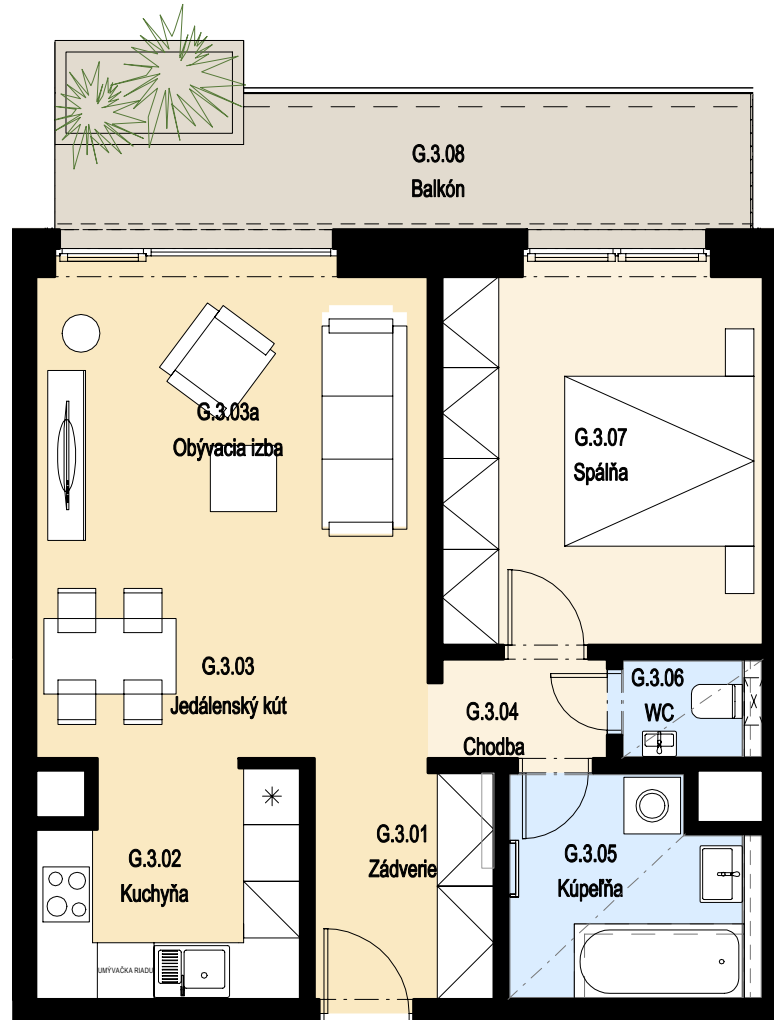 G.3.08
Balkón
G.3.03a
Obývacia izba
G.3.07
Spálňa
G.3.03
Jedálenský kút
G.3.06
WC
G.3.04
Chodba
G.3.01
Zádverie
G.3.02
Kuchyňa
G.3.05
Kúpeľňa
UMÝVAČKA RIADU